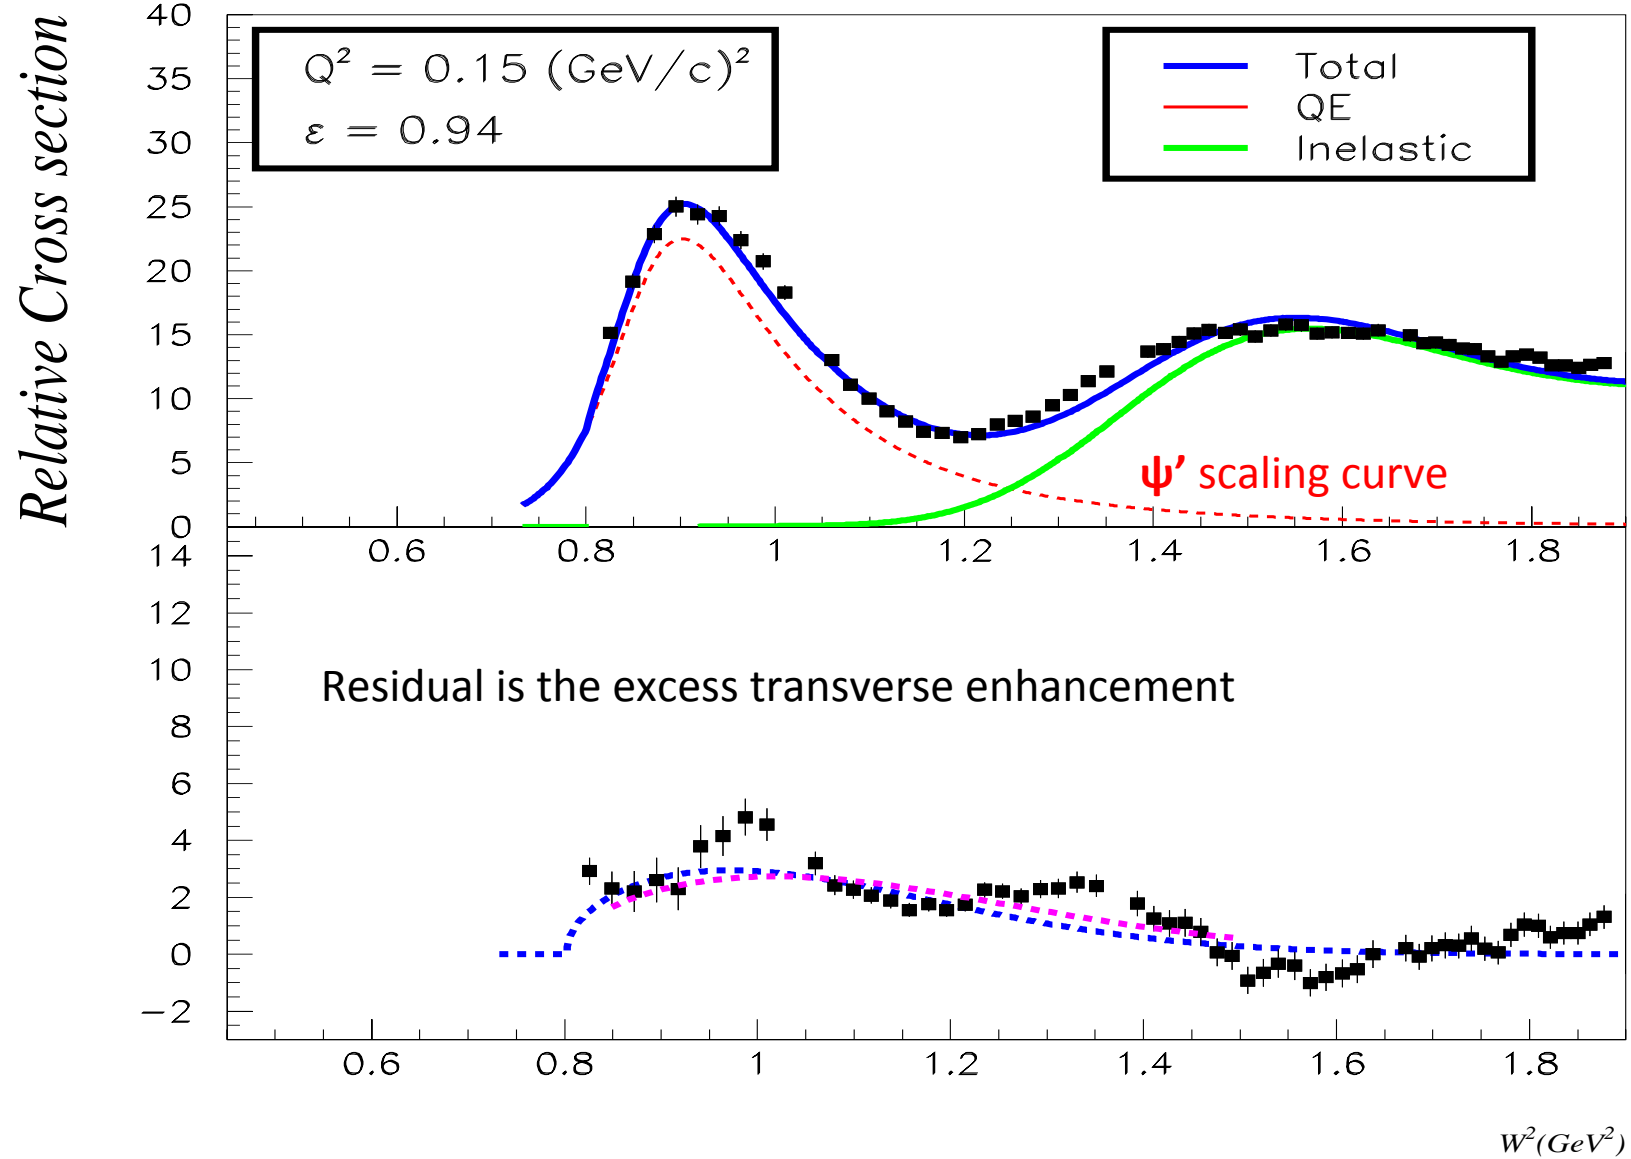 Relative Cross section
40
35
30
25
20
15
10
5
0
Q² = 0.15 (GeV/c)²
ε = 0.94
Total
QE
Inelastic
ψ’ scaling curve
0.6 0.8 1 1.2 1.4 1.6 1.8
14
12
10
8
6
4
2
0
−2
Residual is the excess transverse enhancement
0.6 0.8 1 1.2 1.4 1.6 1.8
W²(GeV²)